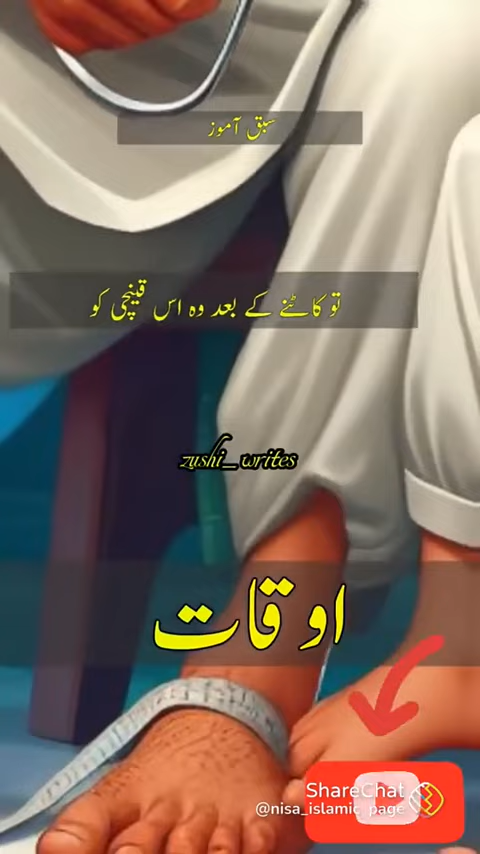 سبق آموز
تو کاٹنے کے بعد وہ اس قینچی کو
zushi_writes
اوقات
ShareChat
@nisa_islamic_page